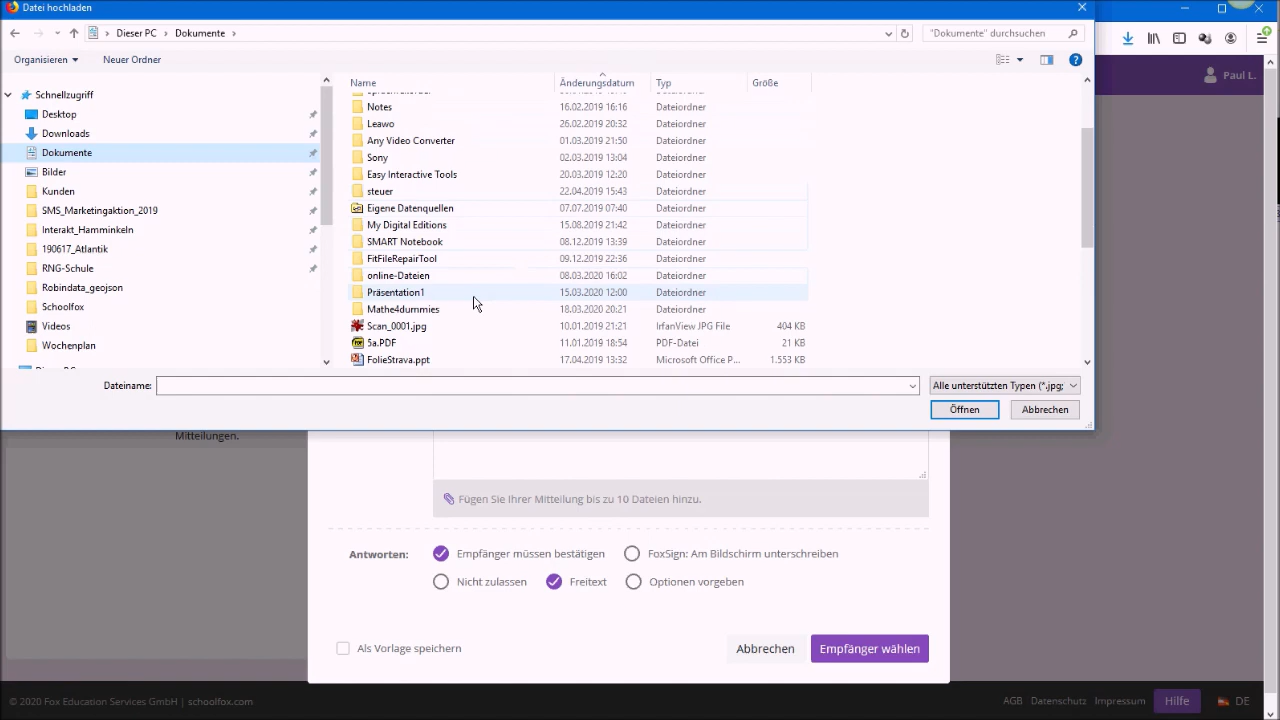 Datei hochladen
Dieser PC > Dokumente >
"Dokumente" durchsuchen
Organisieren
Neuer Ordner
Paul L.
Name Änderungsdatum Typ Größe
Schnellzugriff
Desktop
Downloads
Dokumente
Bilder
Kunden
SMS_Marketingaktion_2019
Interakt_Hamminkeln
190617_Atlantik
RNG-Schule
Robindata_geojson
Schoolfox
Videos
Wochenplan
Notes 16.02.2019 16:16 Dateiordner
Leawo 26.02.2019 20:32 Dateiordner
Any Video Converter 01.03.2019 21:50 Dateiordner
Sony 02.03.2019 13:04 Dateiordner
Easy Interactive Tools 20.03.2019 12:20 Dateiordner
steuer 22.04.2019 15:43 Dateiordner
Eigene Datenquellen 07.07.2019 07:40 Dateiordner
My Digital Editions 15.08.2019 21:42 Dateiordner
SMART Notebook 08.12.2019 13:39 Dateiordner
FitFileRepairTool 09.12.2019 22:36 Dateiordner
online-Dateien 08.03.2020 16:02 Dateiordner
Präsentation1 15.03.2020 12:00 Dateiordner
Mathe4dummies 18.03.2020 20:21 Dateiordner
Scan_0001.jpg 10.01.2019 21:21 IrfanView JPG File 404 KB
5a.PDF 11.01.2019 18:54 PDF-Datei 21 KB
FolieStrava.ppt 17.04.2019 13:32 Microsoft Office P... 1.553 KB
Dateiname:
Alle unterstützten Typen (*.jpg;
Öffnen
Abbrechen
Mitteilungen.
Fügen Sie Ihrer Mitteilung bis zu 10 Dateien hinzu.
Antworten: Empfänger müssen bestätigen FoxSign: Am Bildschirm unterschreiben
Nicht zulassen Freitext Optionen vorgeben
Als Vorlage speichern
Abbrechen
Empfänger wählen
© 2020 Fox Education Services GmbH | schoolfox.com
AGB Datenschutz Impressum Hilfe DE